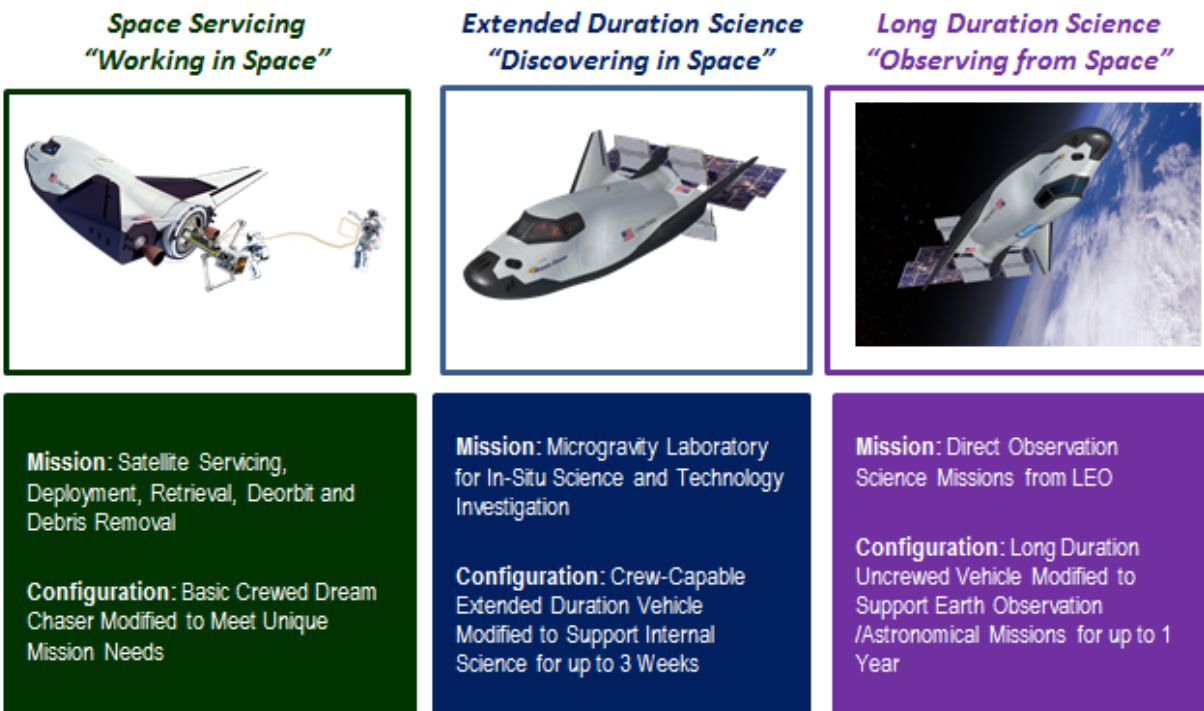 Space Servicing
“Working in Space”
Extended Duration Science
“Discovering in Space”
Long Duration Science
“Observing from Space”
Mission: Satellite Servicing,
Deployment, Retrieval, Deorbit and
Debris Removal
Configuration: Basic Crewed Dream
Chaser Modified to Meet Unique
Mission Needs
Mission: Microgravity Laboratory
for In-Situ Science and Technology
Investigation
Configuration: Crew-Capable
Extended Duration Vehicle
Modified to Support Internal
Science for up to 3 Weeks
Mission: Direct Observation
Science Missions from LEO
Configuration: Long Duration
Uncrewed Vehicle Modified to
Support Earth Observation
/Astronomical Missions for up to 1
Year